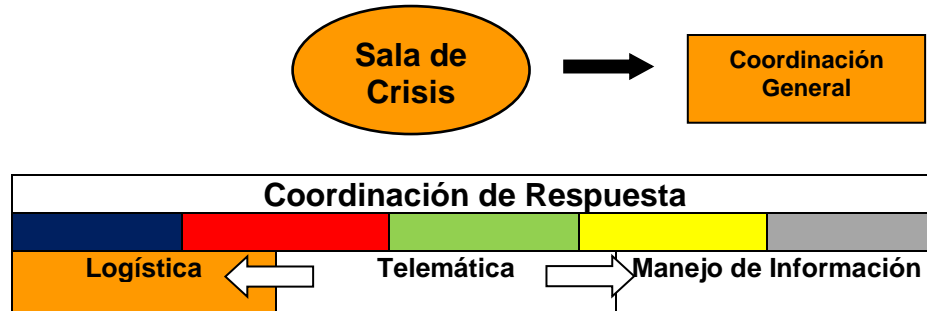 Sala de
Crisis
Coordinación
General
Coordinación de Respuesta
Logística
Telemática
Manejo de Información